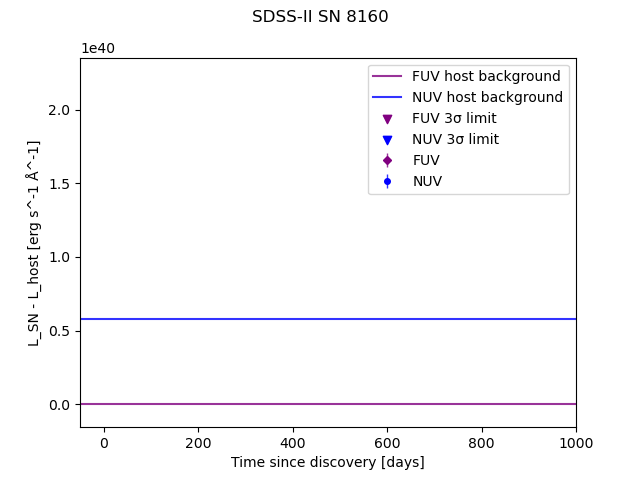 SDSS-II SN 8160
1e40
FUV host background
NUV host background
FUV 3σ limit
NUV 3σ limit
FUV
NUV
L_SN - L_host [erg s^-1 Å^-1]
2.0
1.5
1.0
0.5
0.0
0 200 400 600 800 1000
Time since discovery [days]